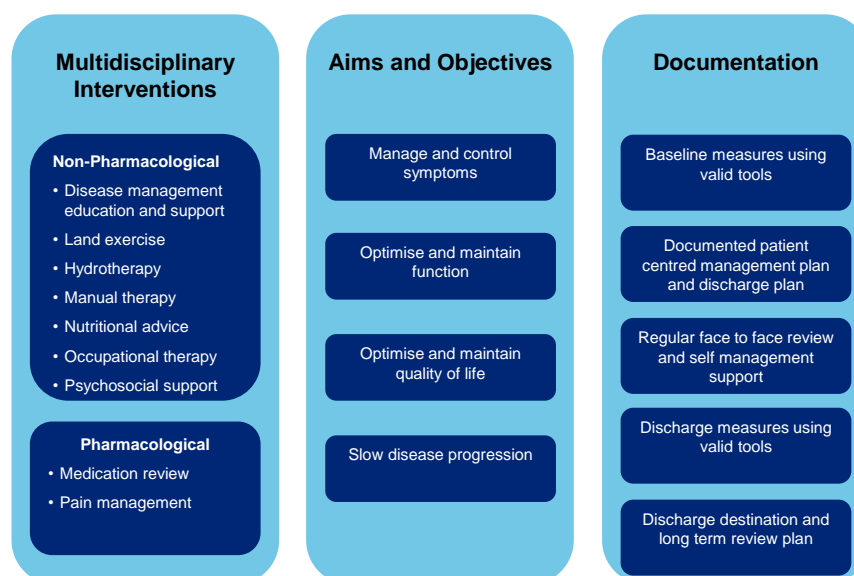 Multidisciplinary
Interventions
Non-Pharmacological
• Disease management
education and support
• Land exercise
• Hydrotherapy
• Manual therapy
• Nutritional advice
• Occupational therapy
• Psychosocial support
Pharmacological
• Medication review
• Pain management
Aims and Objectives
Manage and control
symptoms
Optimise and maintain
function
Optimise and maintain
quality of life
Slow disease progression
Documentation
Baseline measures using
valid tools
Documented patient
centred management plan
and discharge plan
Regular face to face review
and self management
support
Discharge measures using
valid tools
Discharge destination and
long term review plan